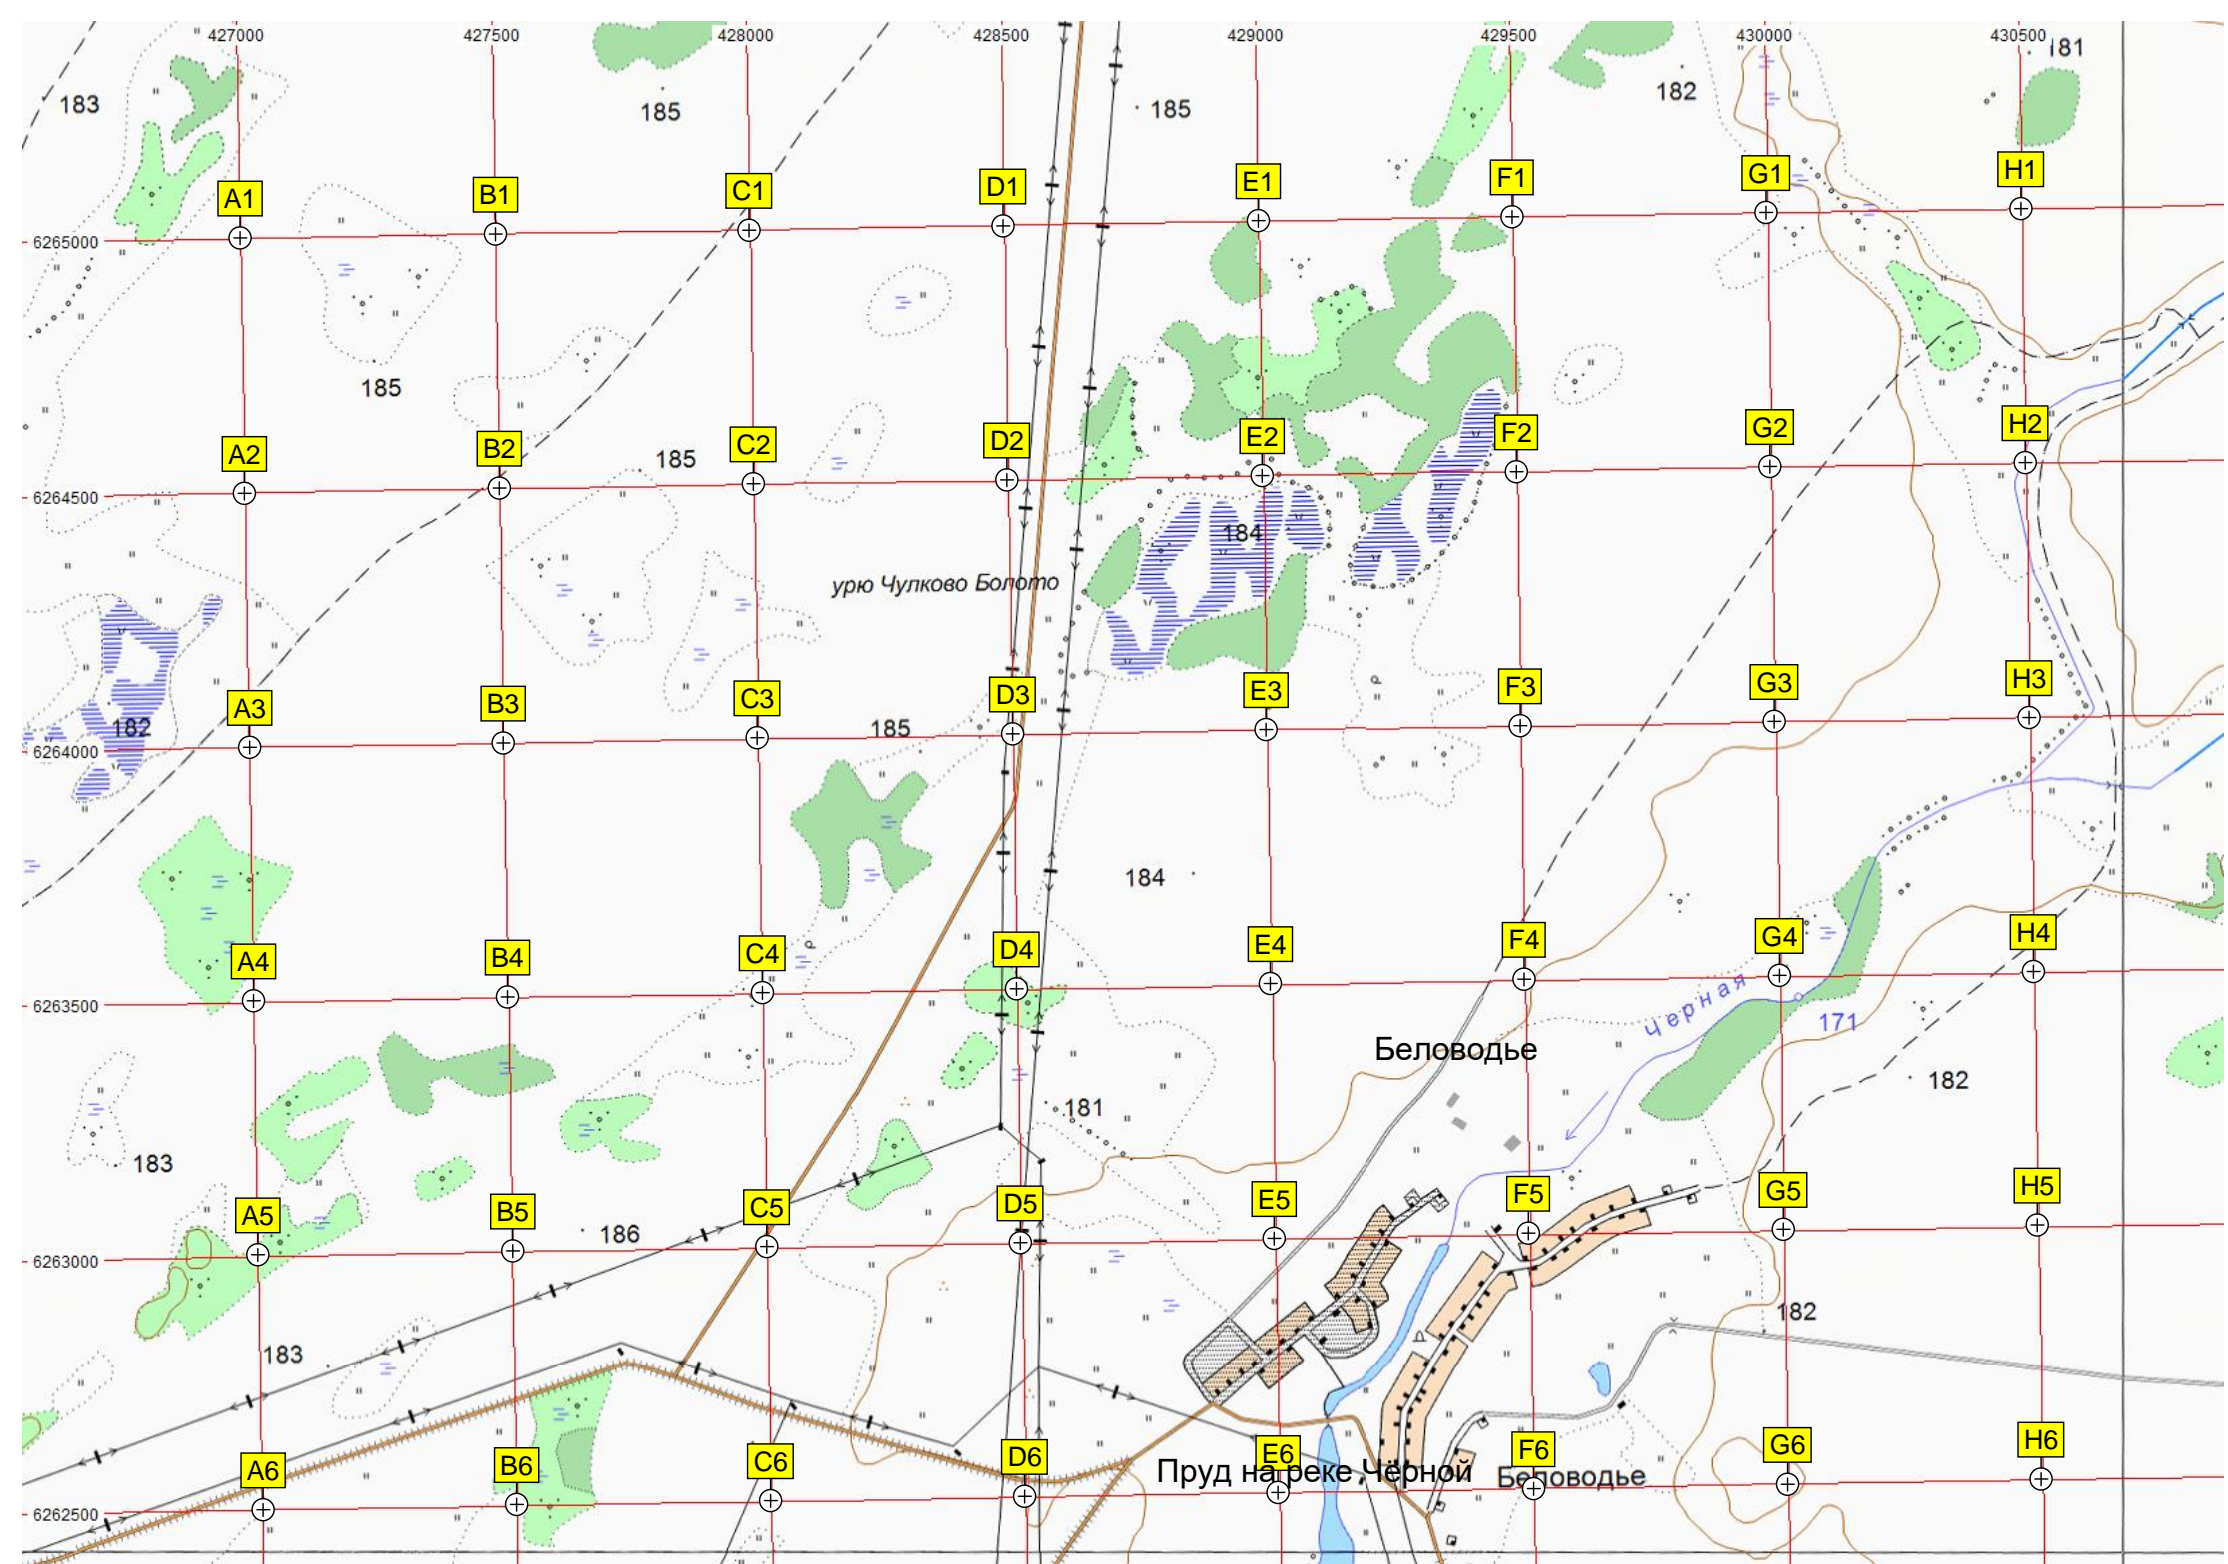 427000 427500 428000 428500 429000 429500 430000 430500
181
183 185 185 182
A1 B1 C1 D1 E1 F1 G1 H1
6265000
185
A2 B2 C2 D2 E2 F2 G2 H2
185
6264500
184
урю Чулково Болото
A3 B3 C3 D3 E3 F3 G3 H3
182 185
6264000
184
A4 B4 C4 D4 E4 F4 G4 H4
6263500
Черная
171
Беловодье
182
181
183
A5 B5 C5 D5 E5 F5 G5 H5
186
6263000
182
183
A6 B6 C6 D6 E6 F6 G6 H6
Пруд на реке Чёрной Беловодье
6262500